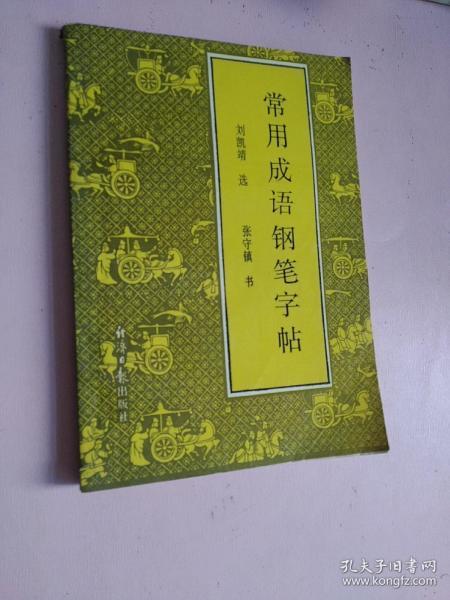 常用成语钢笔字帖
刘凯靖 选
张守镇 书
经济日报出版社
孔夫子旧书网
www.kongfz.com